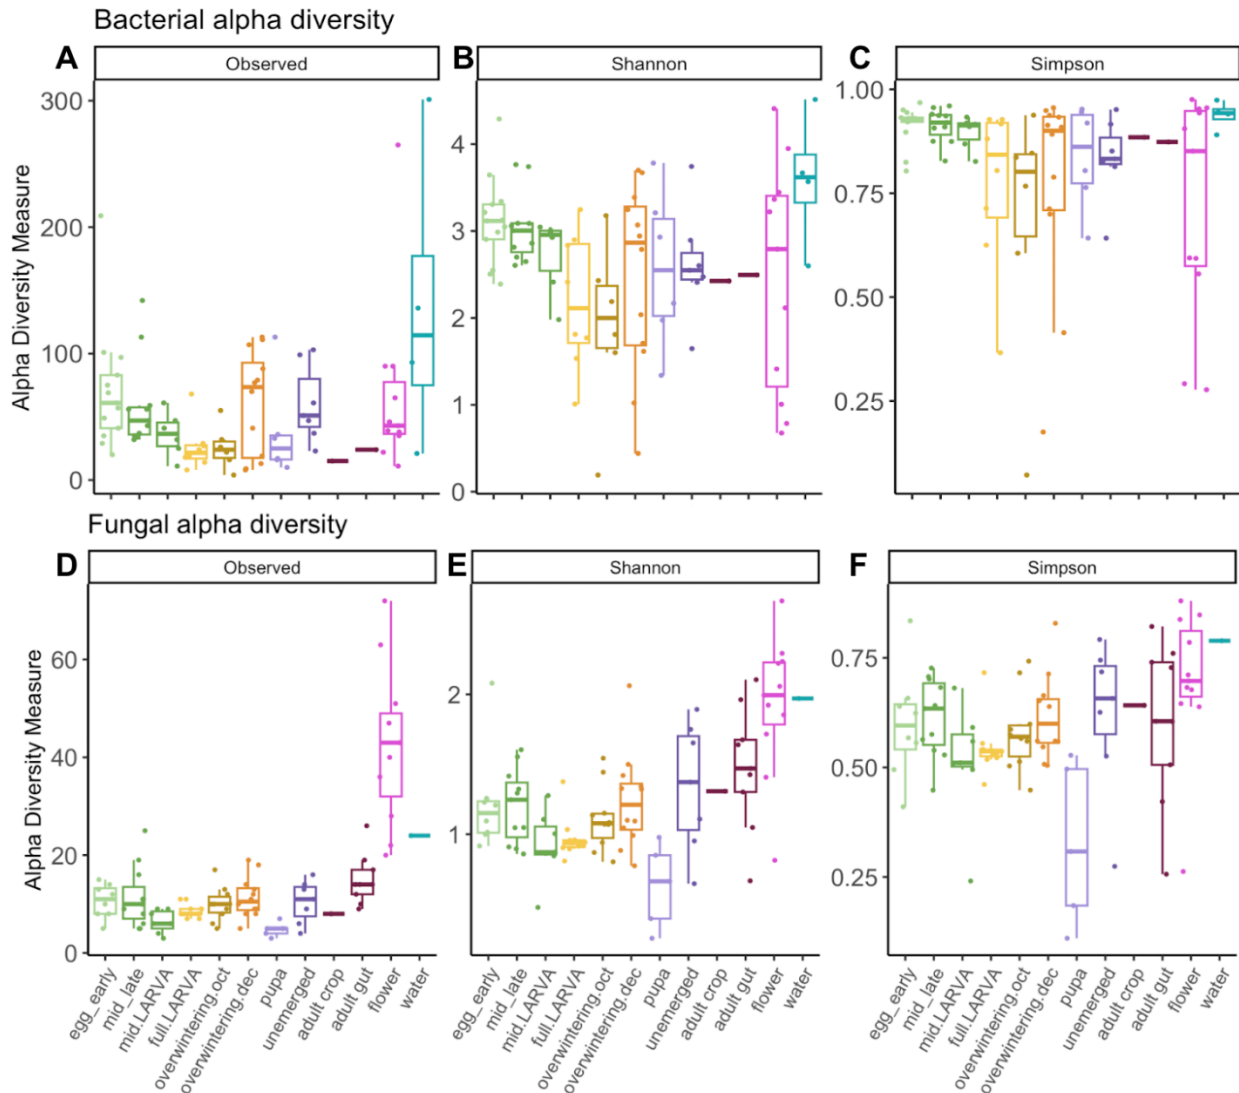 Bacterial alpha diversity
A Observed B Shannon C Simpson
Alpha Diversity Measure
300
200
100
0
4
3
2
1
0
1.00
0.75
0.50
0.25
Fungal alpha diversity
D Observed E Shannon F Simpson
Alpha Diversity Measure
60
40
20
0
2
1
0.75
0.50
0.25
egg_early mid_late mid.LARVA full.LARVA overwintering.oct overwintering.dec pupa unemerged adult crop adult gut flower water
egg_early mid_late mid.LARVA full.LARVA overwintering.oct overwintering.dec pupa unemerged adult crop adult gut flower water
egg_early mid_late mid.LARVA full.LARVA overwintering.oct overwintering.dec pupa unemerged adult crop adult gut flower water